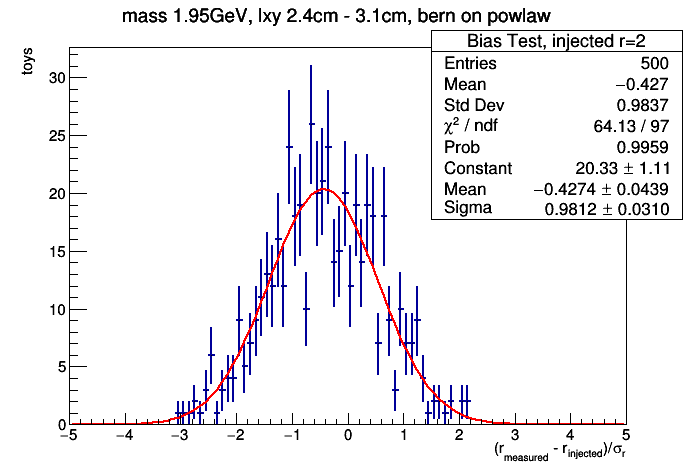 mass 1.95GeV, lxy 2.4cm - 3.1cm, bern on powlaw
Bias Test, injected r=2
Entries 500
Mean −0.427
Std Dev 0.9837
χ² / ndf 64.13 / 97
Prob 0.9959
Constant 20.33 ± 1.11
Mean −0.4274 ± 0.0439
Sigma 0.9812 ± 0.0310
toys
30
25
20
15
10
5
0
−5 −4 −3 −2 −1 0 1 2 3 4 5
(r_measured - r_injected)/σ_r